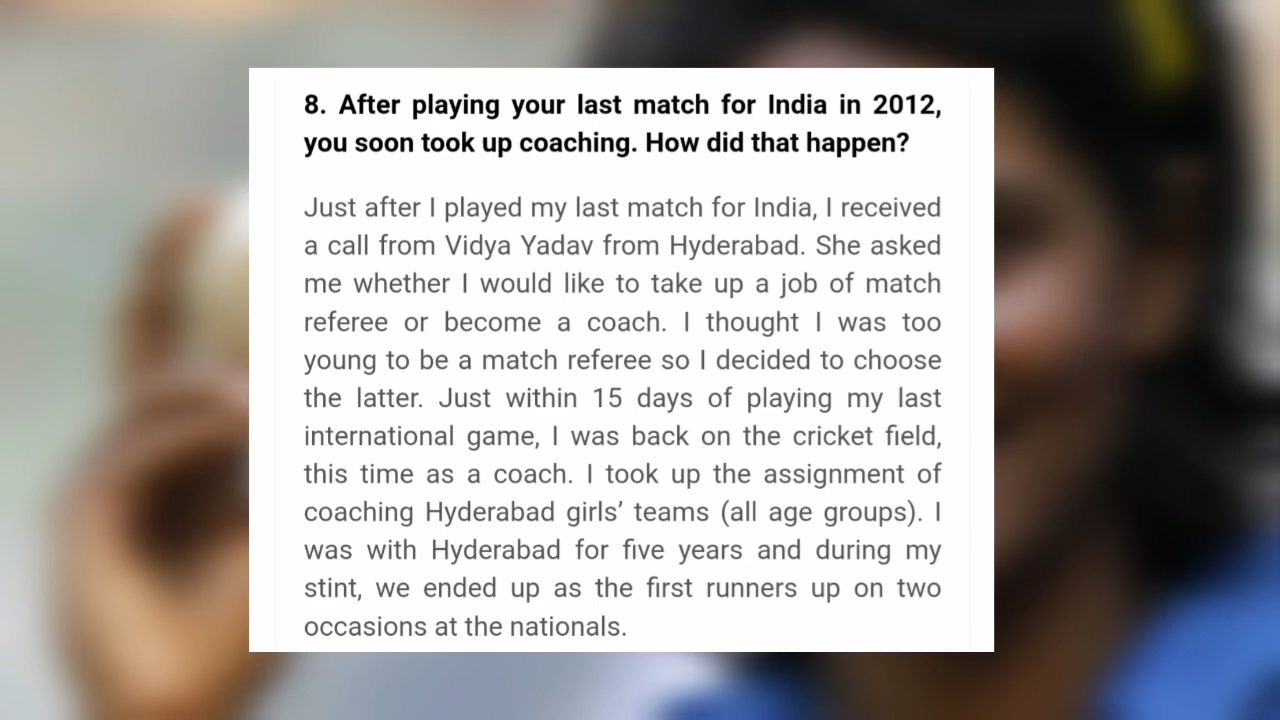 8. After playing your last match for India in 2012,
you soon took up coaching. How did that happen?
Just after I played my last match for India, I received
a call from Vidya Yadav from Hyderabad. She asked
me whether I would like to take up a job of match
referee or become a coach. I thought I was too
young to be a match referee so I decided to choose
the latter. Just within 15 days of playing my last
international game, I was back on the cricket field,
this time as a coach. I took up the assignment of
coaching Hyderabad girls’ teams (all age groups). I
was with Hyderabad for five years and during my
stint, we ended up as the first runners up on two
occasions at the nationals.